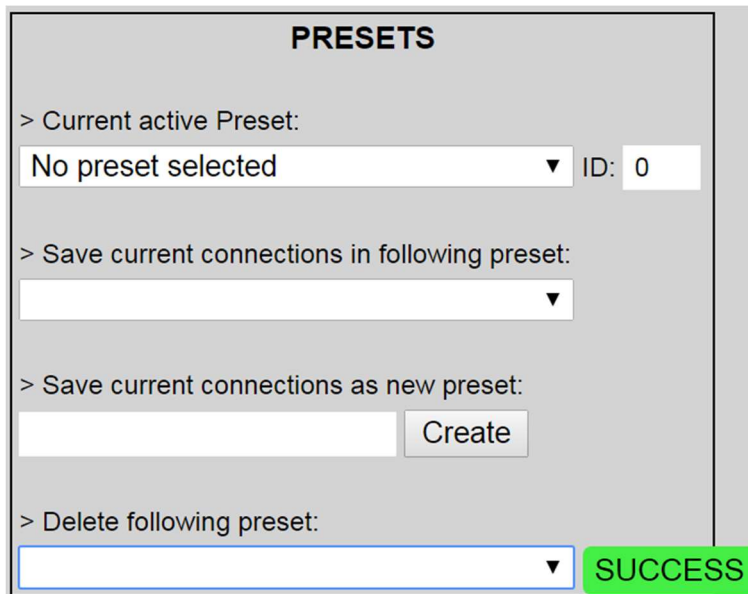 PRESETS
> Current active Preset:
No preset selected ▼ ID: 0
> Save current connections in following preset:
▼
> Save current connections as new preset:
Create
> Delete following preset:
▼ SUCCESS